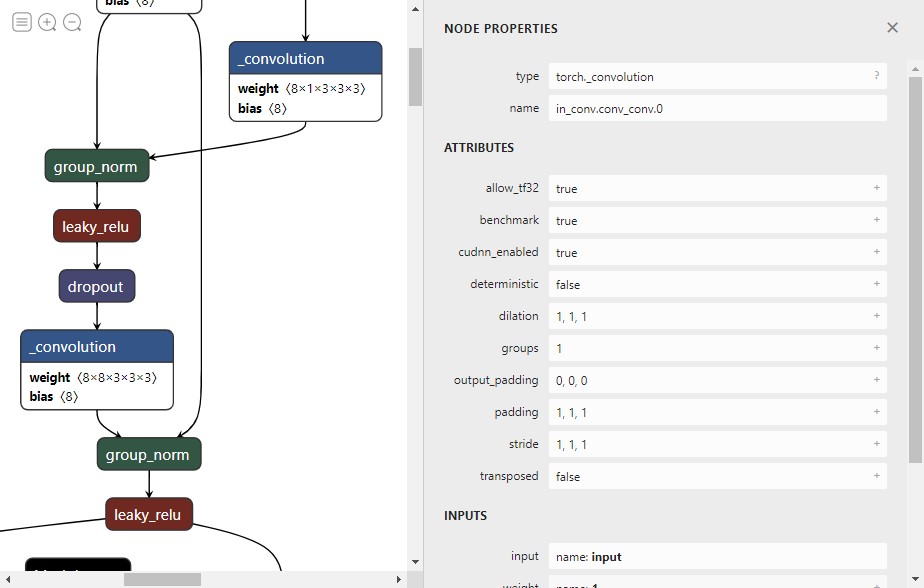 bias ⟨8⟩
_convolution
weight ⟨8×1×3×3×3⟩
bias ⟨8⟩
group_norm
leaky_relu
dropout
_convolution
weight ⟨8×8×3×3×3⟩
bias ⟨8⟩
group_norm
leaky_relu
NODE PROPERTIES
type torch._convolution ?
name in_conv.conv_conv.0
ATTRIBUTES
allow_tf32 true +
benchmark true +
cudnn_enabled true +
deterministic false +
dilation 1, 1, 1 +
groups 1 +
output_padding 0, 0, 0 +
padding 1, 1, 1 +
stride 1, 1, 1 +
transposed false +
INPUTS
input name: input
weight name: 1